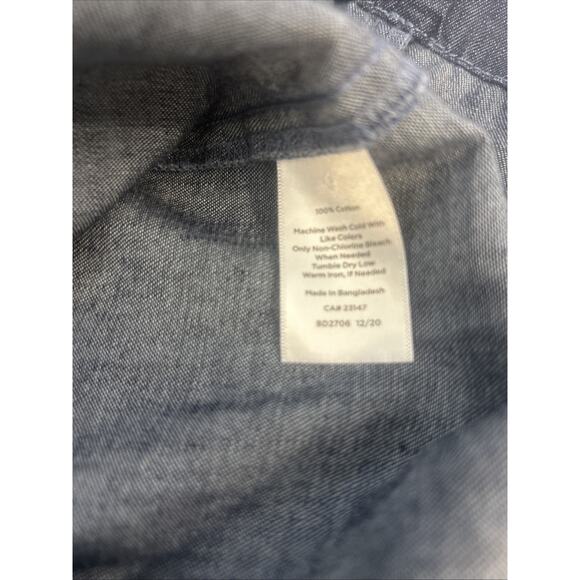 100% Cotton
Machine Wash Cold With
Like Colors
Only Non-Chlorine Bleach
When Needed
Tumble Dry Low
Warm Iron, If Needed
Made in Bangladesh
CA# 23147
BD2706 12/20